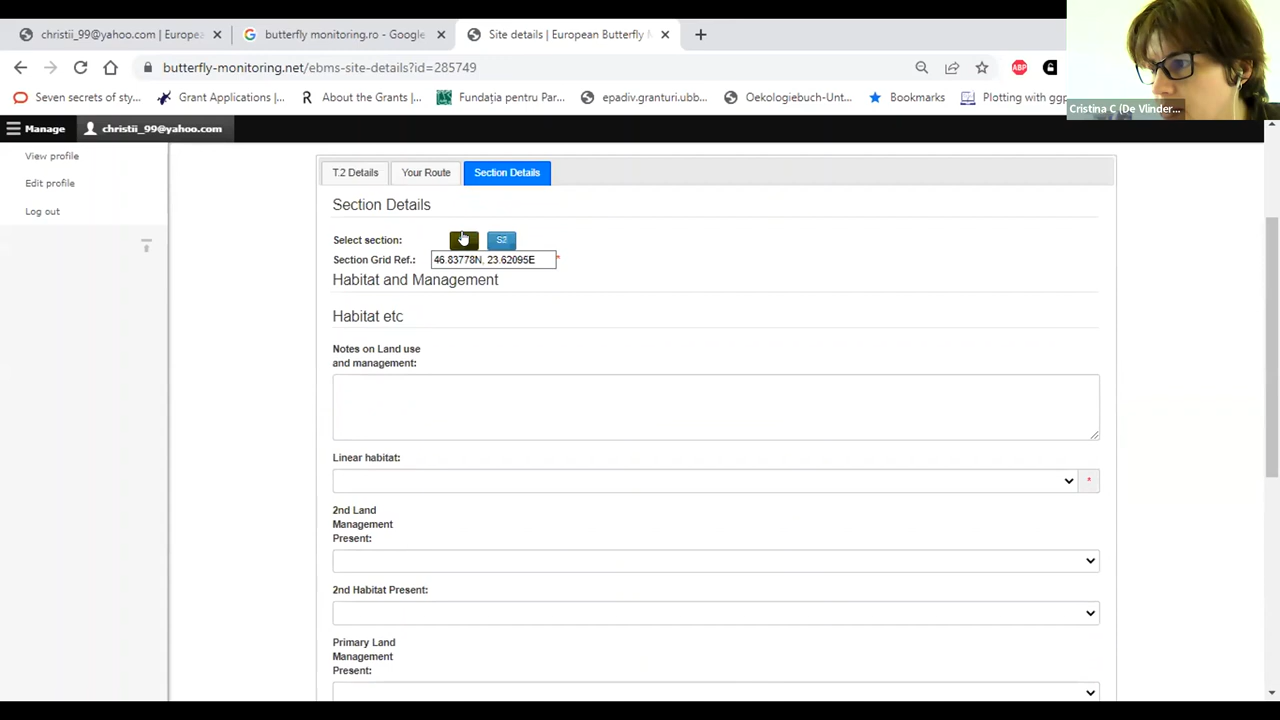 christii_99@yahoo.com | Europea
butterfly monitoring.ro - Google
Site details | European Butterfly M
butterfly-monitoring.net/ebms-site-details?id=285749
ABP
Seven secrets of sty...
Grant Applications |...
About the Grants |...
Fundația pentru Par...
epadiv.granturi.ubb...
Oekologiebuch-Unt...
Bookmarks
Plotting with ggp
Cristina C (De Vlinder...
Manage
christii_99@yahoo.com
View profile
Edit profile
Log out
T.2 Details
Your Route
Section Details
Section Details
Select section:
S2
Section Grid Ref.:
46.83778N, 23.62095E
*
Habitat and Management
Habitat etc
Notes on Land use
and management:
Linear habitat:
*
2nd Land
Management
Present:
2nd Habitat Present:
Primary Land
Management
Present: